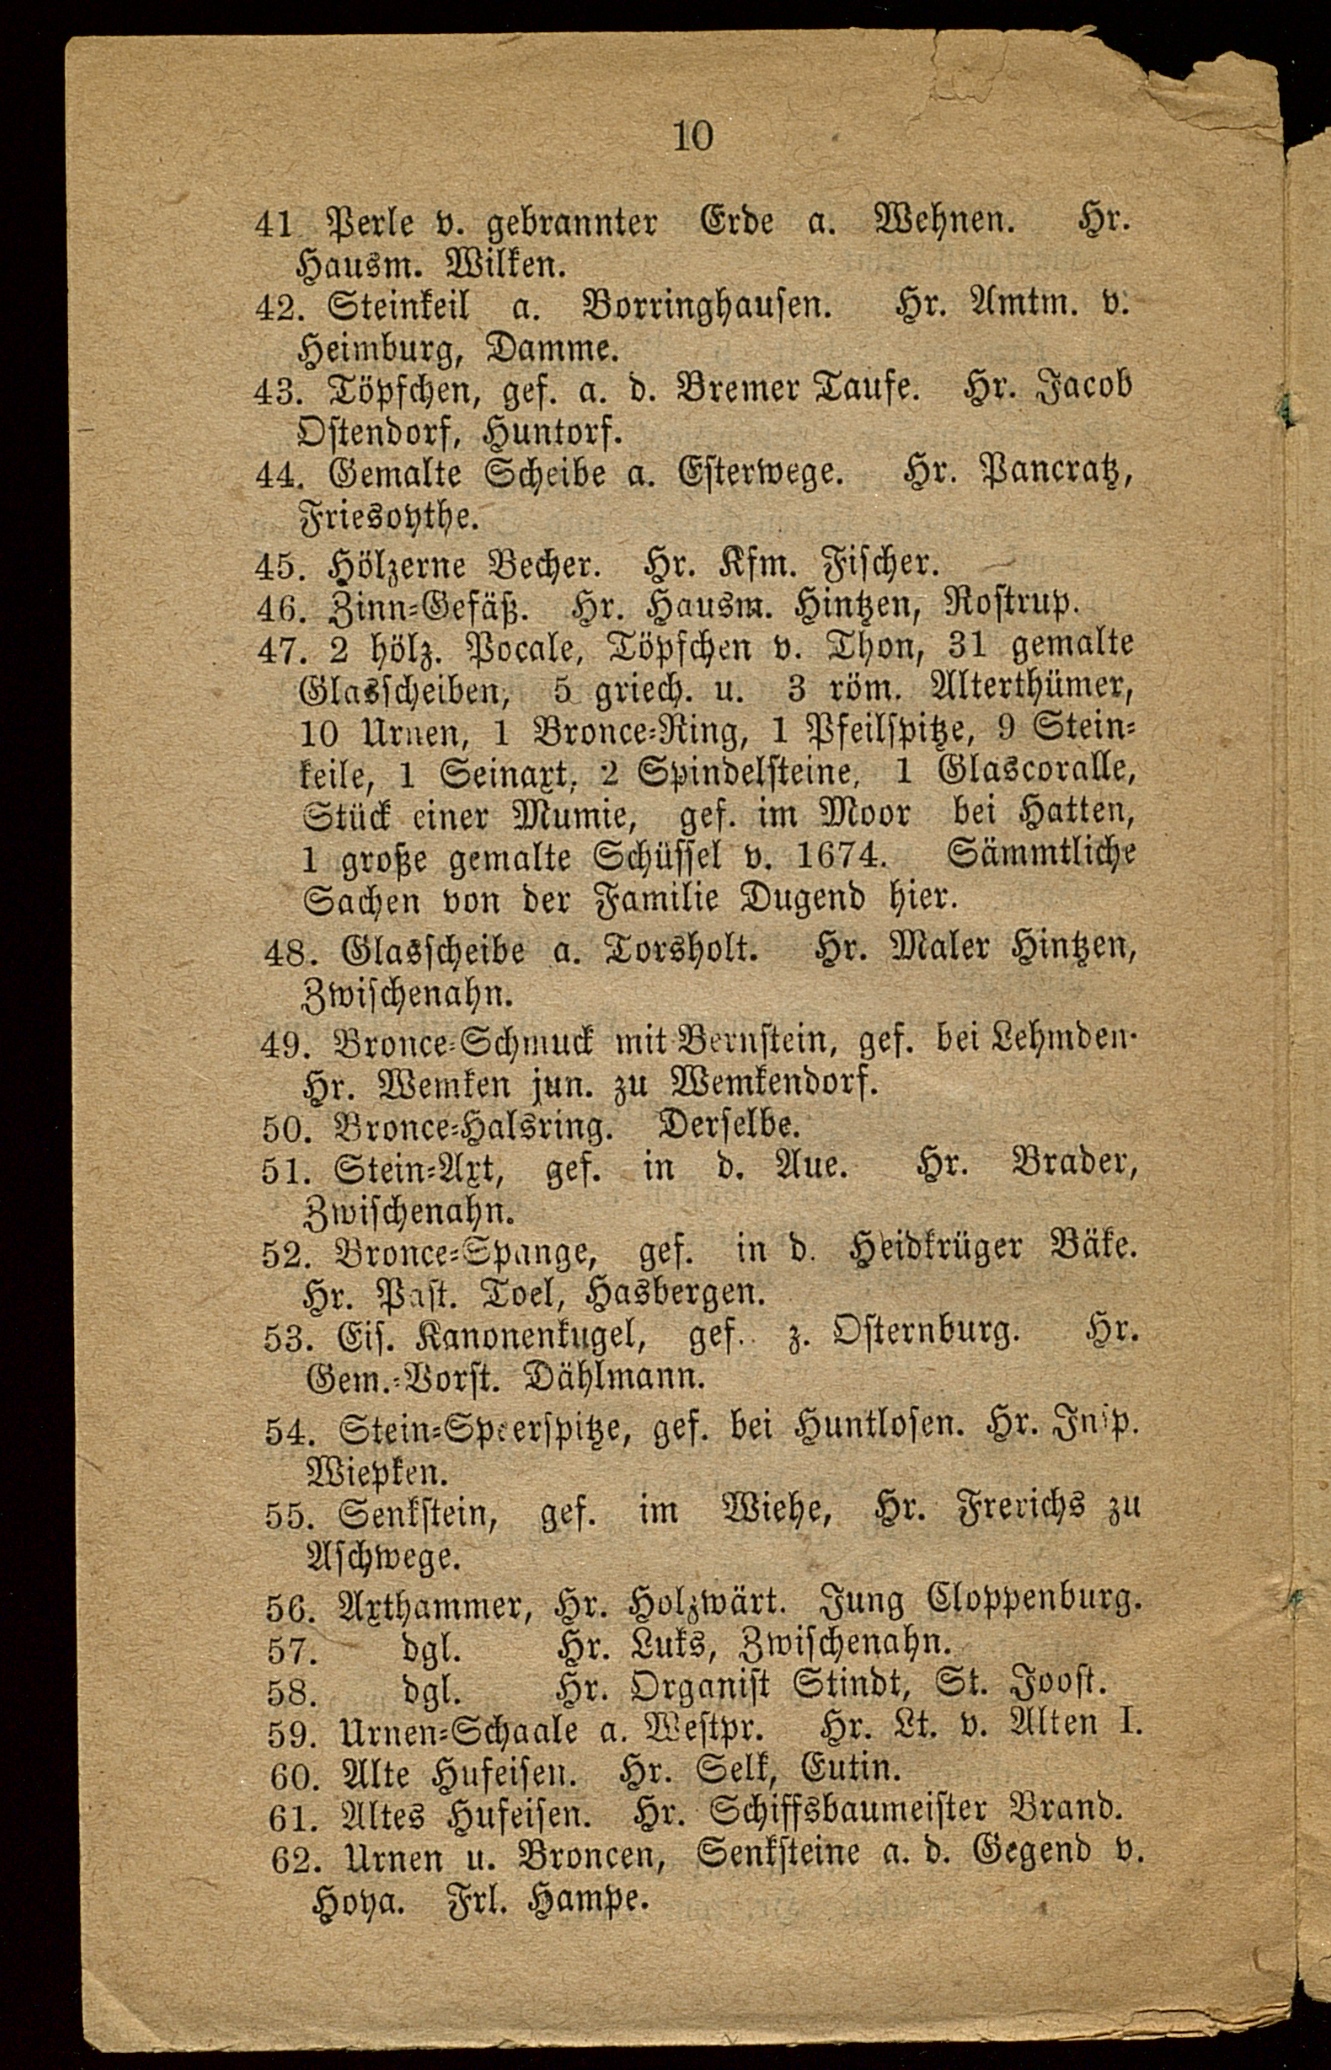 10
41 Perle v. gebrannter Erde a. Wehnen. Hr.
Hausm. Wilken.
42. Steinkeil a. Borringhausen. Hr. Amtm. v.
Heimburg, Damme.
43. Töpfchen, gef. a. d. Bremer Taufe. Hr. Jacob
Ostendorf, Huntorf.
44. Gemalte Scheibe a. Esterwege. Hr. Pancratz,
Friesoythe.
45. Hölzerne Becher. Hr. Kfm. Fischer.
46. Zinn-Gefäß. Hr. Hausm. Hintzen, Rostrup.
47. 2 hölz. Pocale, Töpfchen v. Thon, 31 gemalte
Glasscheiben, 5 griech. u. 3 röm. Alterthümer,
10 Urnen, 1 Bronce-Ring, 1 Pfeilspitze, 9 Stein-
keile, 1 Seinaxt, 2 Spindelsteine, 1 Glascoralle,
Stück einer Mumie, gef. im Moor bei Hatten,
1 große gemalte Schüssel v. 1674. Sämmtliche
Sachen von der Familie Dugend hier.
48. Glasscheibe a. Torsholt. Hr. Maler Hintzen,
Zwischenahn.
49. Bronce-Schmuck mit Bernstein, gef. bei Lehmden.
Hr. Wemken jun. zu Wemkendorf.
50. Bronce-Halsring. Derselbe.
51. Stein-Axt, gef. in d. Aue. Hr. Brader,
Zwischenahn.
52. Bronce-Spange, gef. in d. Heidkrüger Bäke.
Hr. Past. Toel, Hasbergen.
53. Eis. Kanonenkugel, gef. z. Osternburg. Hr.
Gem.-Vorst. Dählmann.
54. Stein-Speerspitze, gef. bei Huntlosen. Hr. Insp.
Wiepken.
55. Senkstein, gef. im Wiehe, Hr. Frerichs zu
Aschwege.
56. Axthammer, Hr. Holzwärt. Jung Cloppenburg.
57. dgl. Hr. Luks, Zwischenahn.
58. dgl. Hr. Organist Stindt, St. Joost.
59. Urnen-Schaale a. Westpr. Hr. Lt. v. Alten I.
60. Alte Hufeisen. Hr. Selk, Eutin.
61. Altes Hufeisen. Hr. Schiffsbaumeister Brand.
62. Urnen u. Broncen, Senksteine a. d. Gegend v.
Hoya. Frl. Hampe.